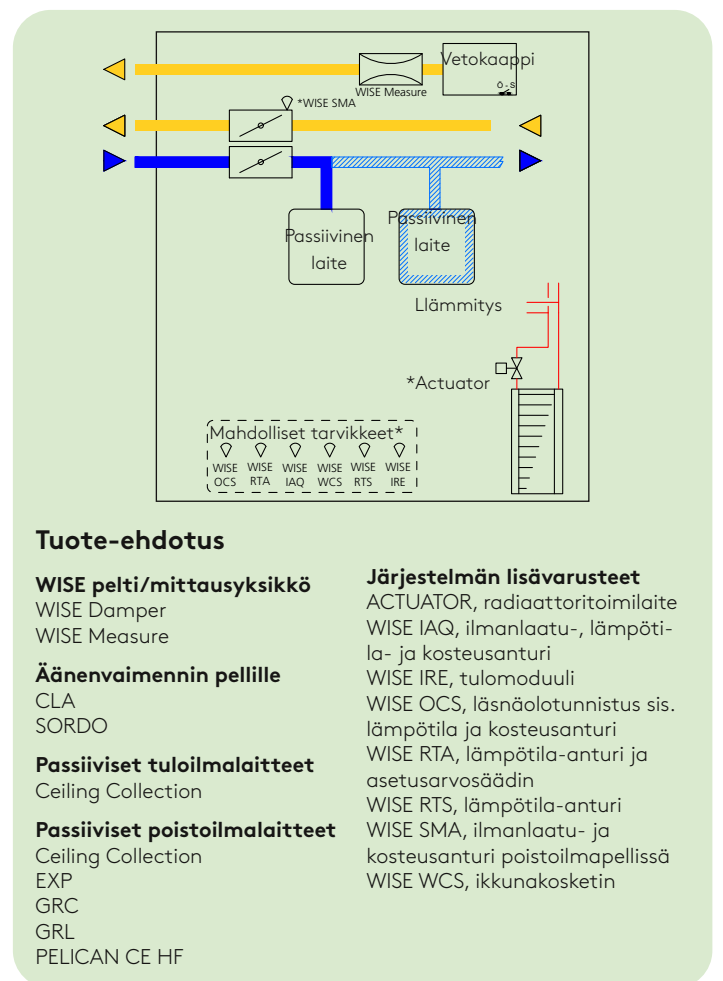 Vetokaappi
Ö - S
WISE Measure
*WISE SMA
Passiivinen
laite
Passiivinen
laite
Llämmitys
*Actuator
Mahdolliset tarvikkeet*
WISE OCS
WISE RTA
WISE IAQ
WISE WCS
WISE RTS
WISE IRE
Tuote-ehdotus
WISE pelti/mittausyksikkö
WISE Damper
WISE Measure
Äänenvaimennin pellille
CLA
SORDO
Passiiviset tuloilmalaitteet
Ceiling Collection
Passiiviset poistoilmalaitteet
Ceiling Collection
EXP
GRC
GRL
PELICAN CE HF
Järjestelmän lisävarusteet
ACTUATOR, radiaattoritoimilaite
WISE IAQ, ilmanlaatu-, lämpöti-
la- ja kosteusanturi
WISE IRE, tulomoduuli
WISE OCS, läsnäolotunnistus sis.
lämpötila ja kosteusanturi
WISE RTA, lämpötila-anturi ja
asetusarvosäädin
WISE RTS, lämpötila-anturi
WISE SMA, ilmanlaatu- ja
kosteusanturi poistoilmapellissä
WISE WCS, ikkunakosketin